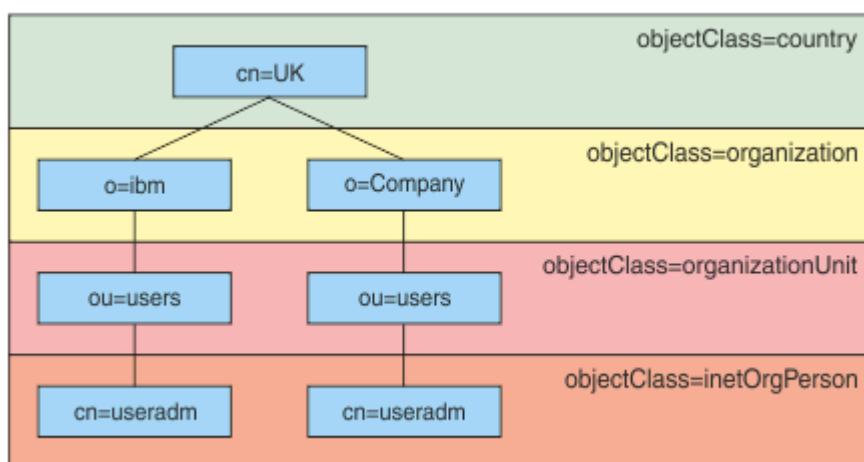 objectClass=country
cn=UK
objectClass=organization
o=ibm
o=Company
objectClass=organizationUnit
ou=users
ou=users
objectClass=inetOrgPerson
cn=useradm
cn=useradm